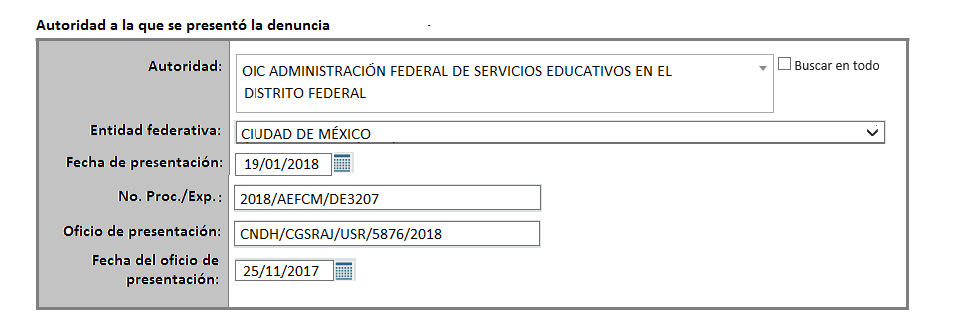 Autoridad a la que se presentó la denuncia
Autoridad:
OIC ADMINISTRACIÓN FEDERAL DE SERVICIOS EDUCATIVOS EN EL
DISTRITO FEDERAL
Buscar en todo
Entidad federativa:
CIUDAD DE MÉXICO
Fecha de presentación:
19/01/2018
No. Proc./Exp.:
2018/AEFCM/DE3207
Oficio de presentación:
CNDH/CGSRAJ/USR/5876/2018
Fecha del oficio de
presentación:
25/11/2017